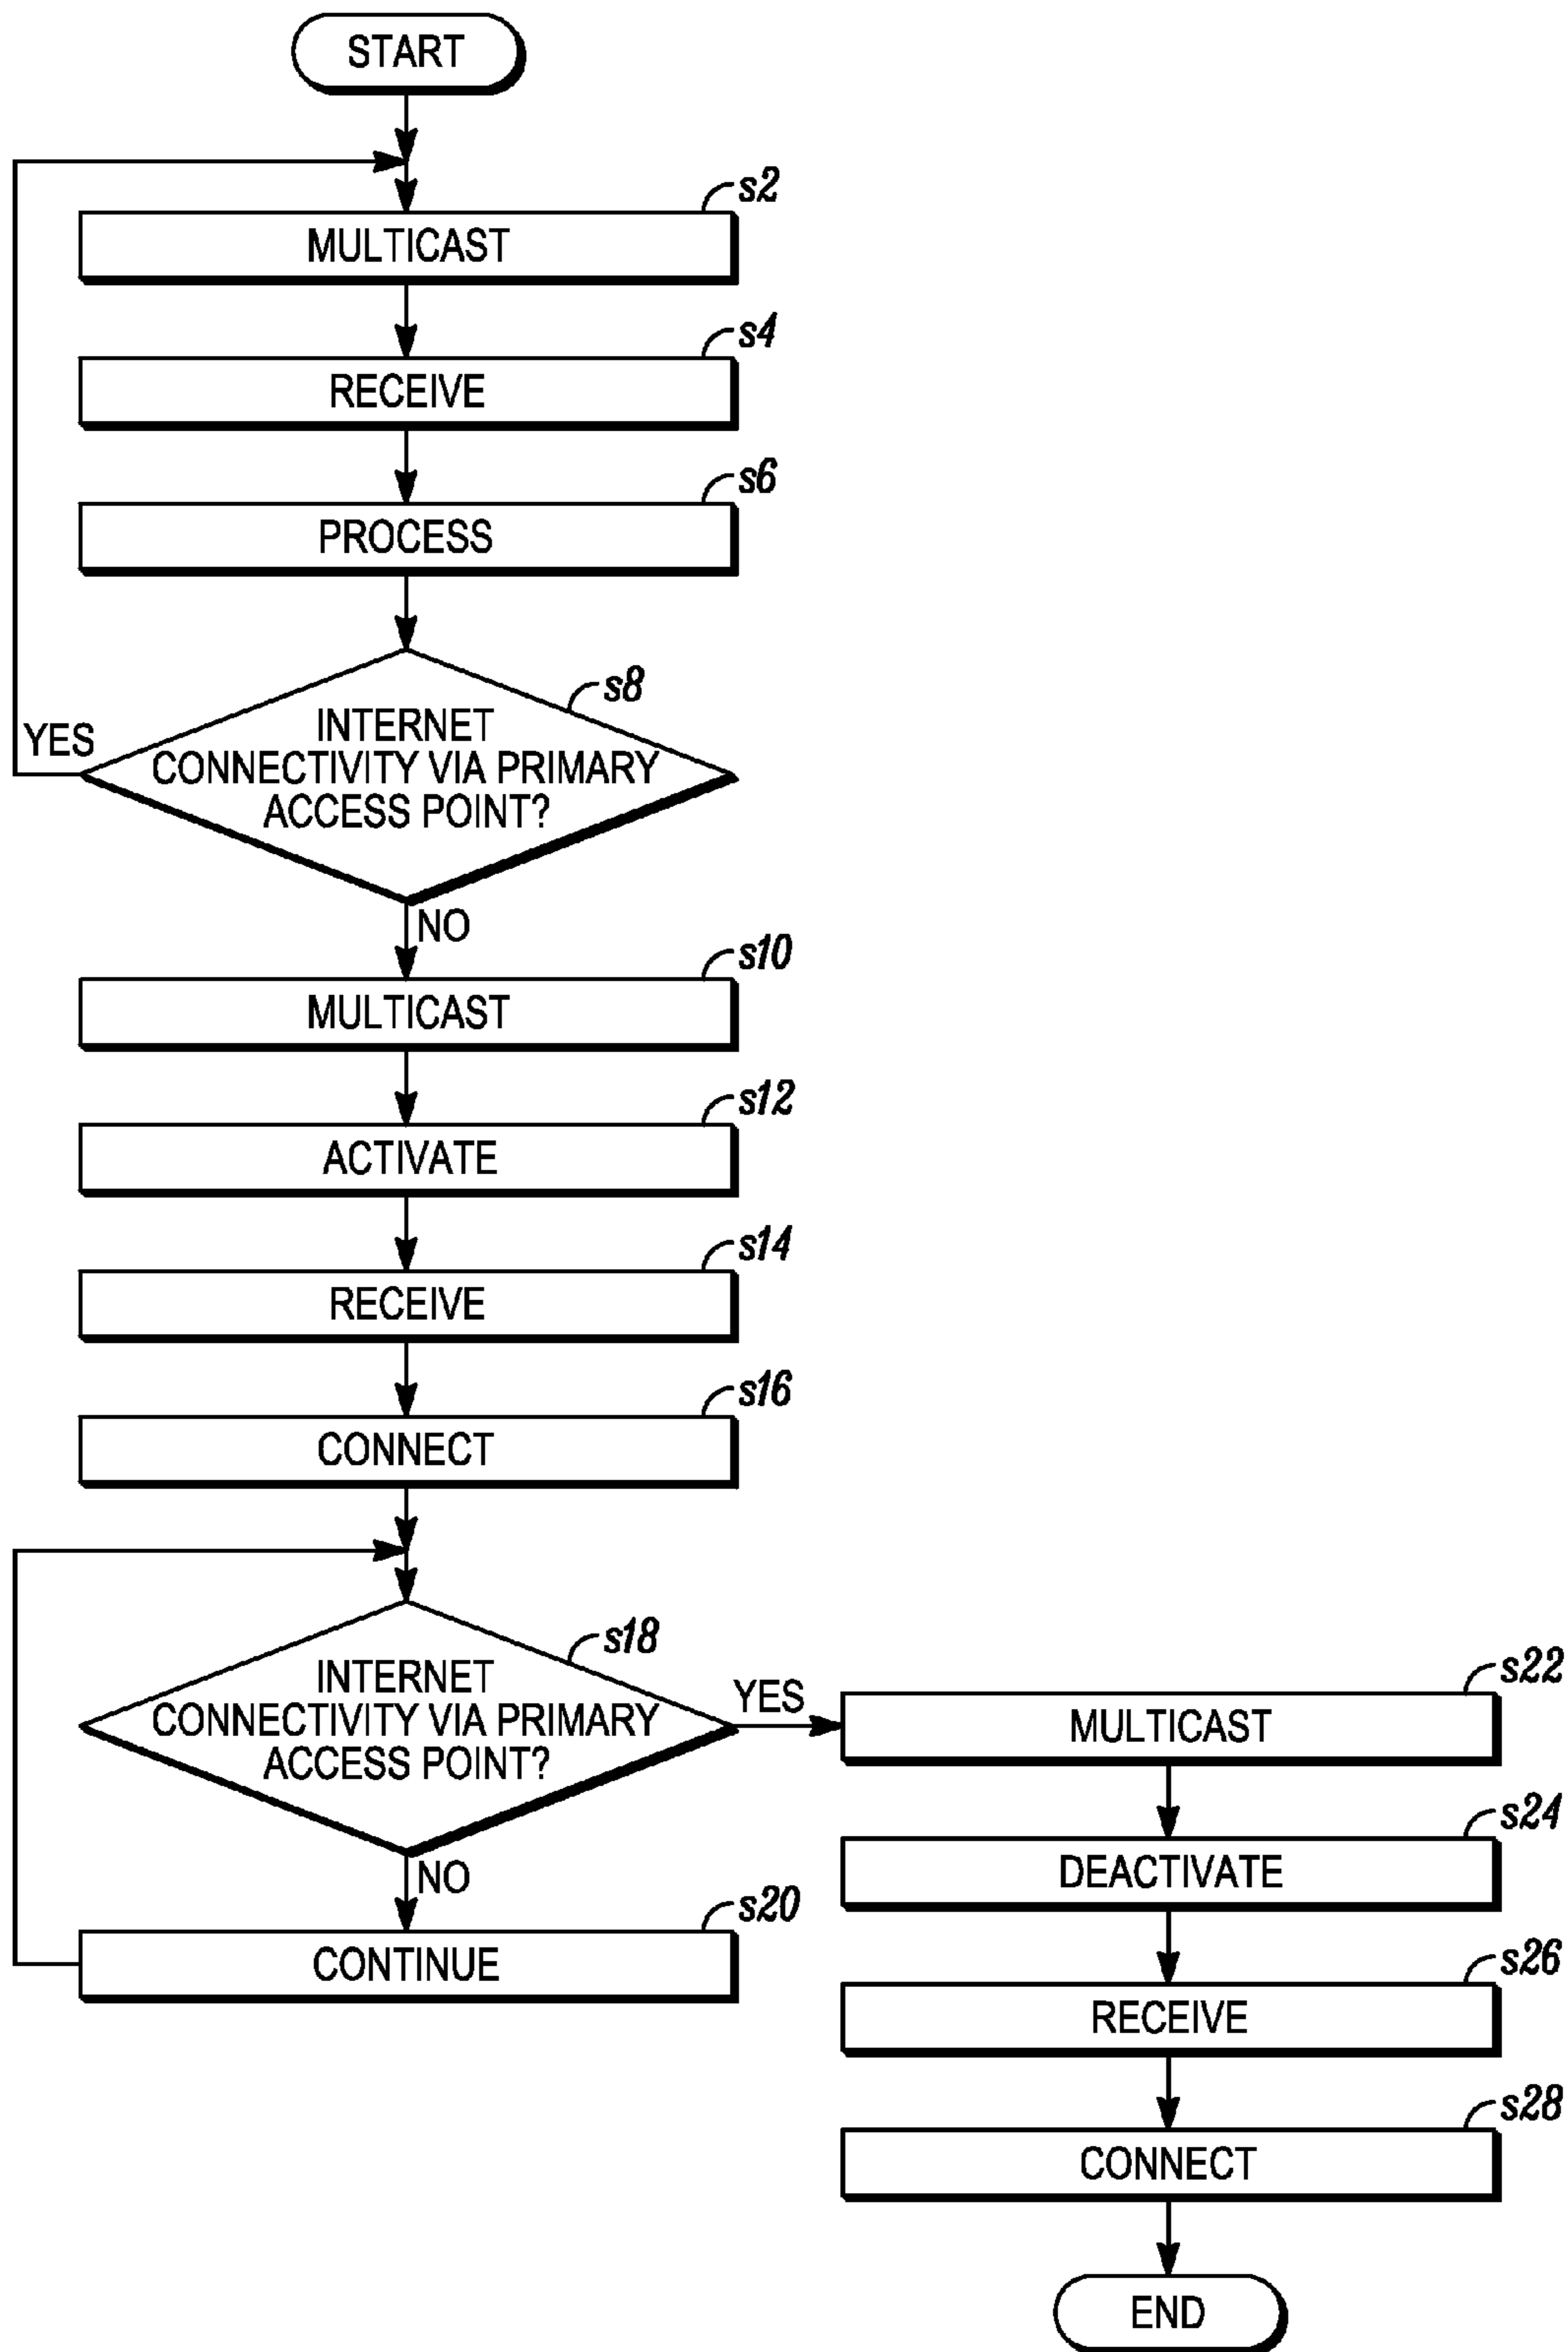 START
s2
MULTICAST
s4
RECEIVE
s6
PROCESS
s8
INTERNET
CONNECTIVITY VIA PRIMARY
ACCESS POINT?
YES
NO
s10
MULTICAST
s12
ACTIVATE
s14
RECEIVE
s16
CONNECT
s18
INTERNET
CONNECTIVITY VIA PRIMARY
ACCESS POINT?
YES
NO
s20
CONTINUE
s22
MULTICAST
s24
DEACTIVATE
s26
RECEIVE
s28
CONNECT
END